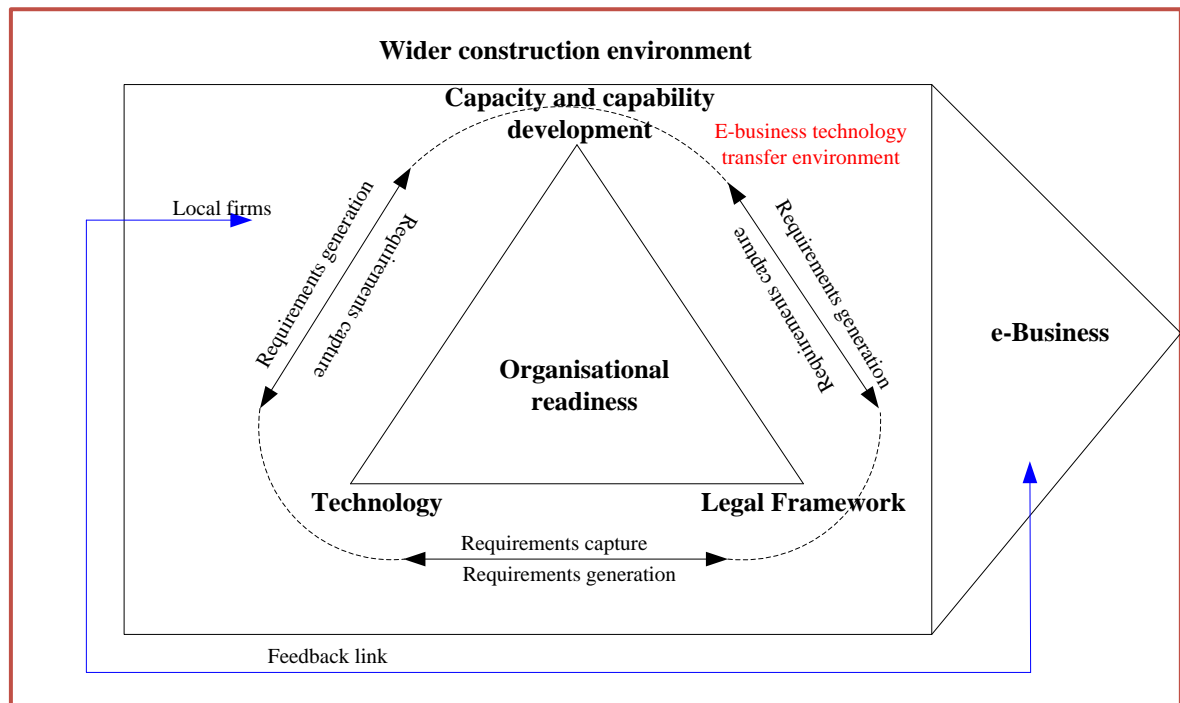 Wider construction environment
Capacity and capability
development
E-business technology
transfer environment
Local firms
Requirements generation
Requirements capture
Requirements generation
Requirements capture
e-Business
Organisational
readiness
Technology
Legal Framework
Requirements capture
Requirements generation
Feedback link